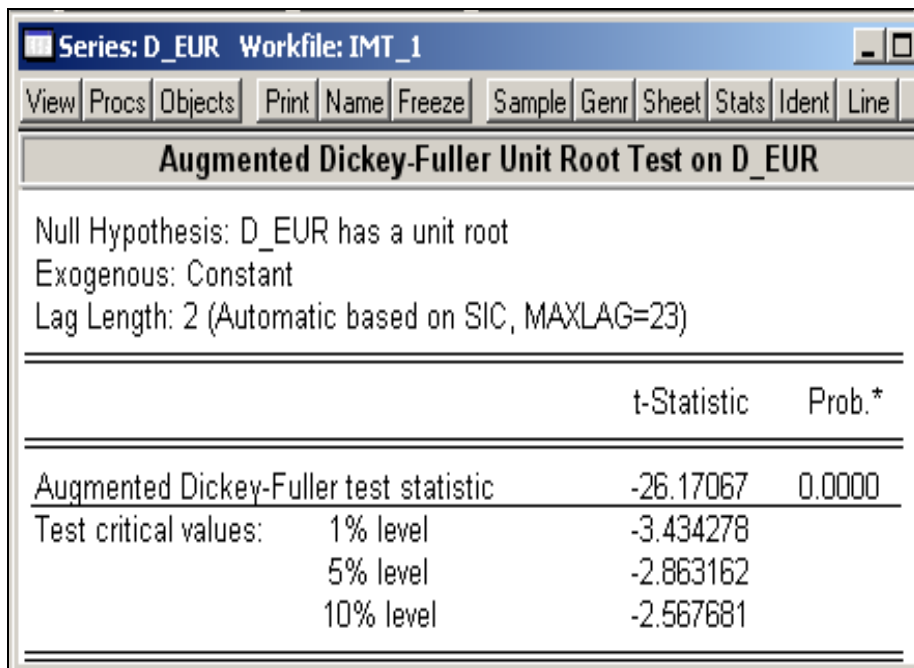 Series: D_EUR Workfile: IMT_1
View Procs Objects Print Name Freeze Sample Genr Sheet Stats Ident Line
Augmented Dickey-Fuller Unit Root Test on D_EUR
Null Hypothesis: D_EUR has a unit root
Exogenous: Constant
Lag Length: 2 (Automatic based on SIC, MAXLAG=23)
t-Statistic Prob.*
Augmented Dickey-Fuller test statistic -26.17067 0.0000
Test critical values: 1% level -3.434278
5% level -2.863162
10% level -2.567681